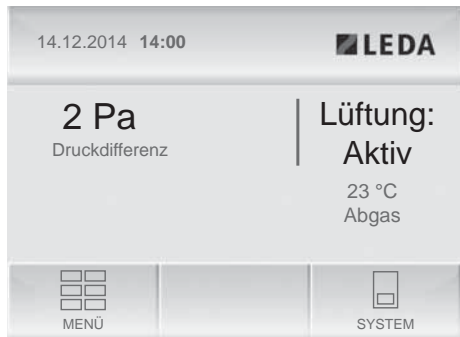 14.12.2014 14:00
LEDA
2 Pa
Druckdifferenz
Lüftung:
Aktiv
23 °C
Abgas
MENÜ
SYSTEM